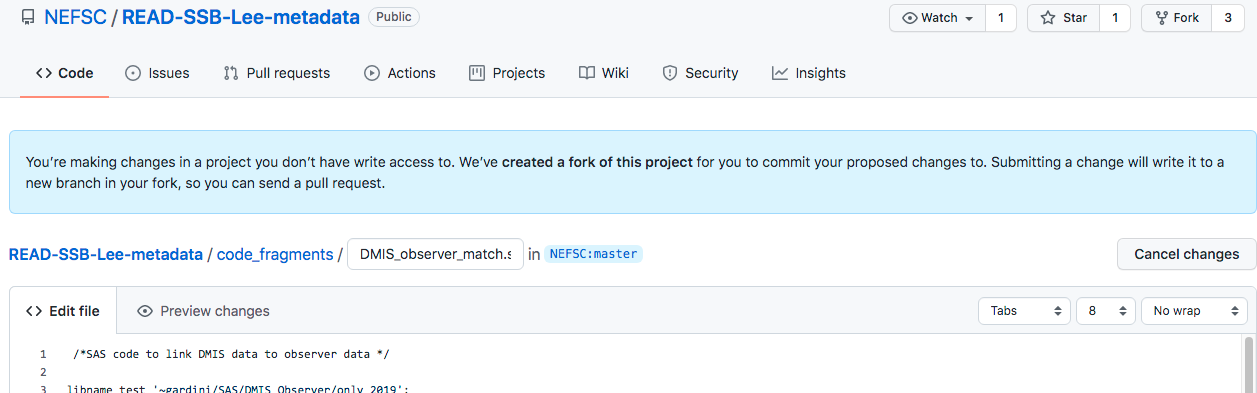 NEFSC / READ-SSB-Lee-metadata Public Watch 1 Star 1 Fork 3
Code Issues Pull requests Actions Projects Wiki Security Insights
You're making changes in a project you don't have write access to. We've created a fork of this project for you to commit your proposed changes to. Submitting a change will write it to a
new branch in your fork, so you can send a pull request.
READ-SSB-Lee-metadata / code_fragments / DMIS_observer_match.s in NEFSC:master Cancel changes
<> Edit file Preview changes Tabs 8 No wrap
1 /*SAS code to link DMIS data to observer data */
2
3 libname test '~gardini/SAS/DMIS_Observer/only_2019';